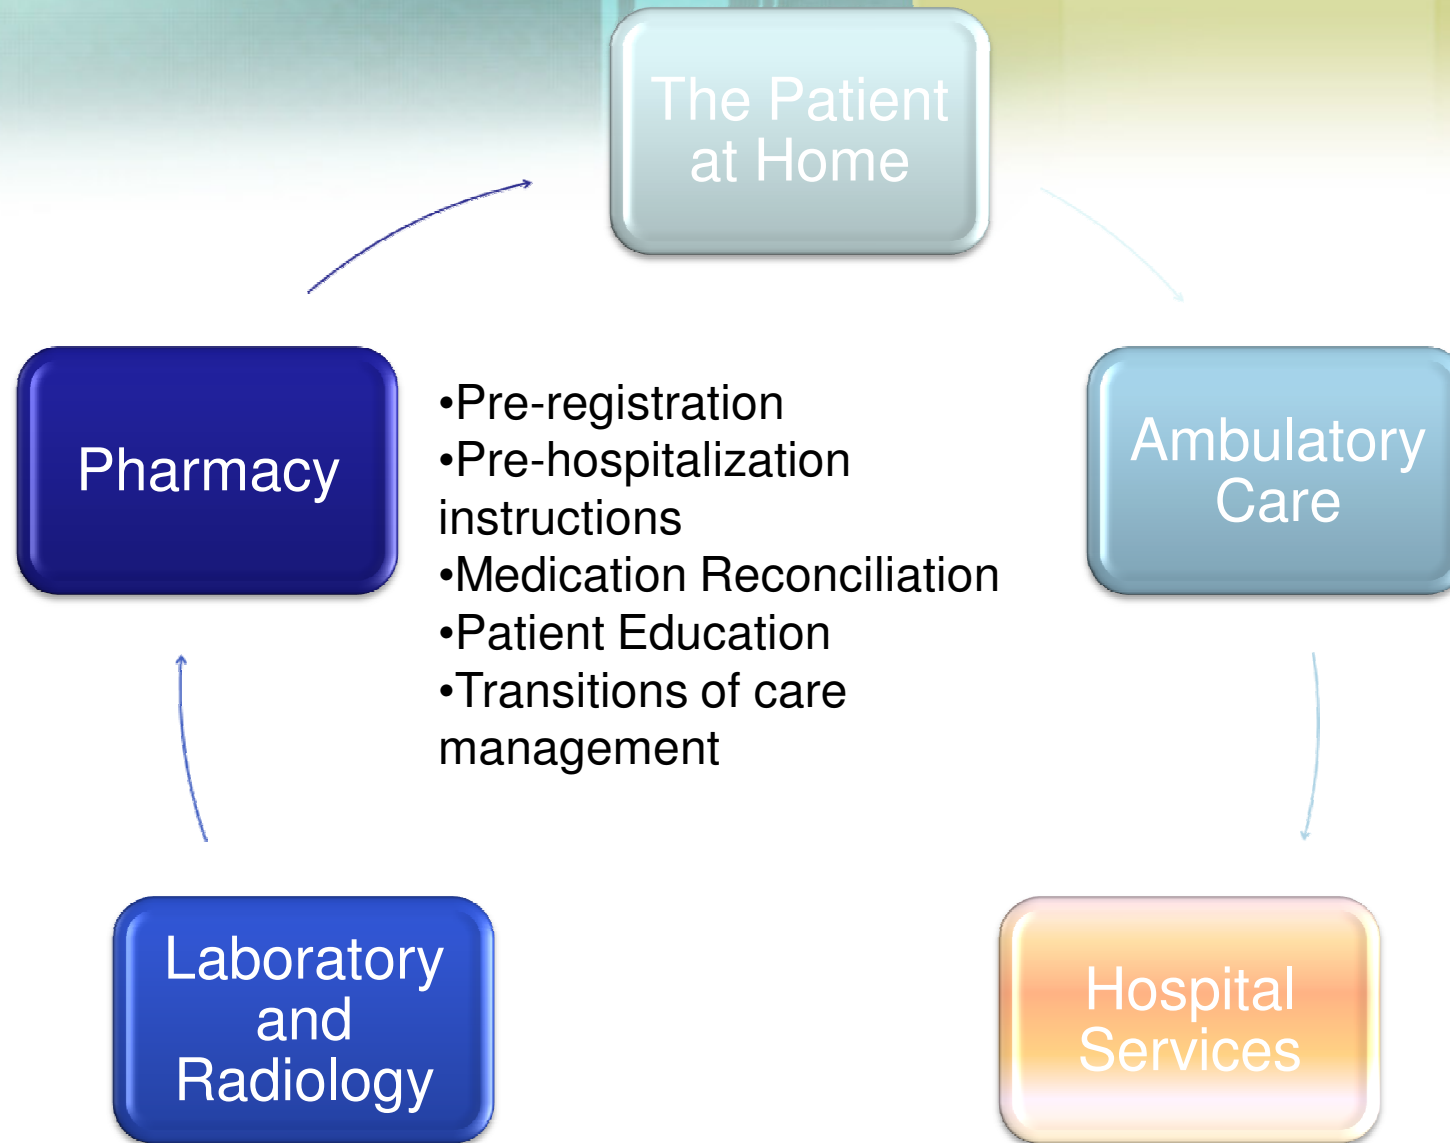 The Patient
at Home
Pharmacy
•Pre-registration
•Pre-hospitalization
instructions
•Medication Reconciliation
•Patient Education
•Transitions of care
management
Ambulatory
Care
Laboratory
and
Radiology
Hospital
Services